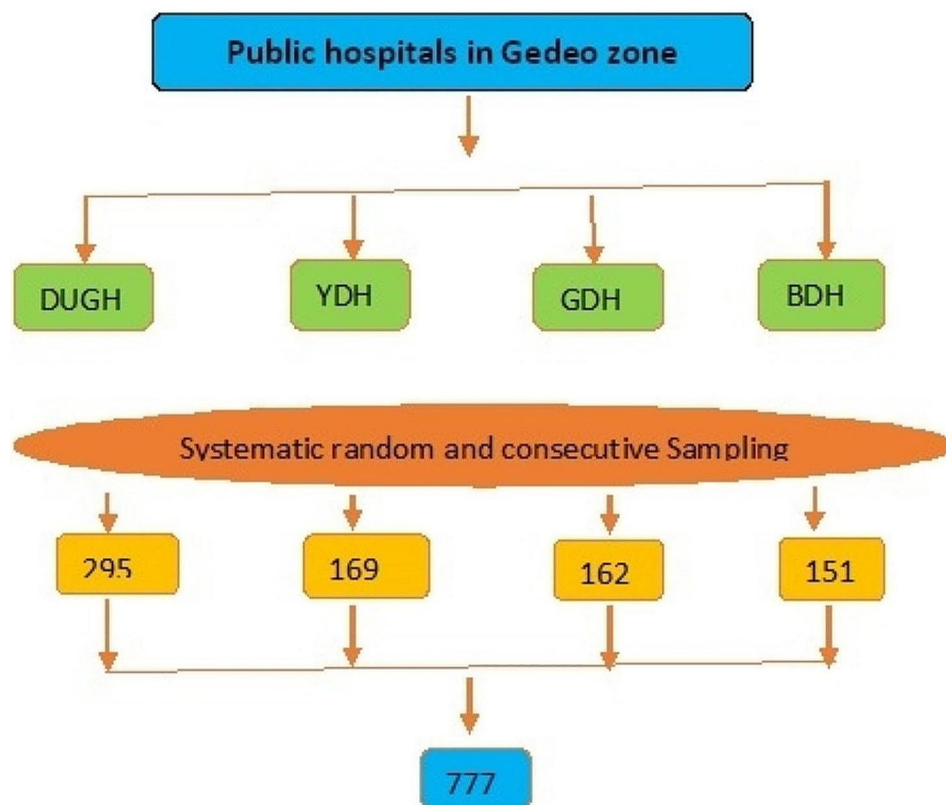 Public hospitals in Gedeo zone
DUGH YDH GDH BDH
Systematic random and consecutive Sampling
295 169 162 151
777